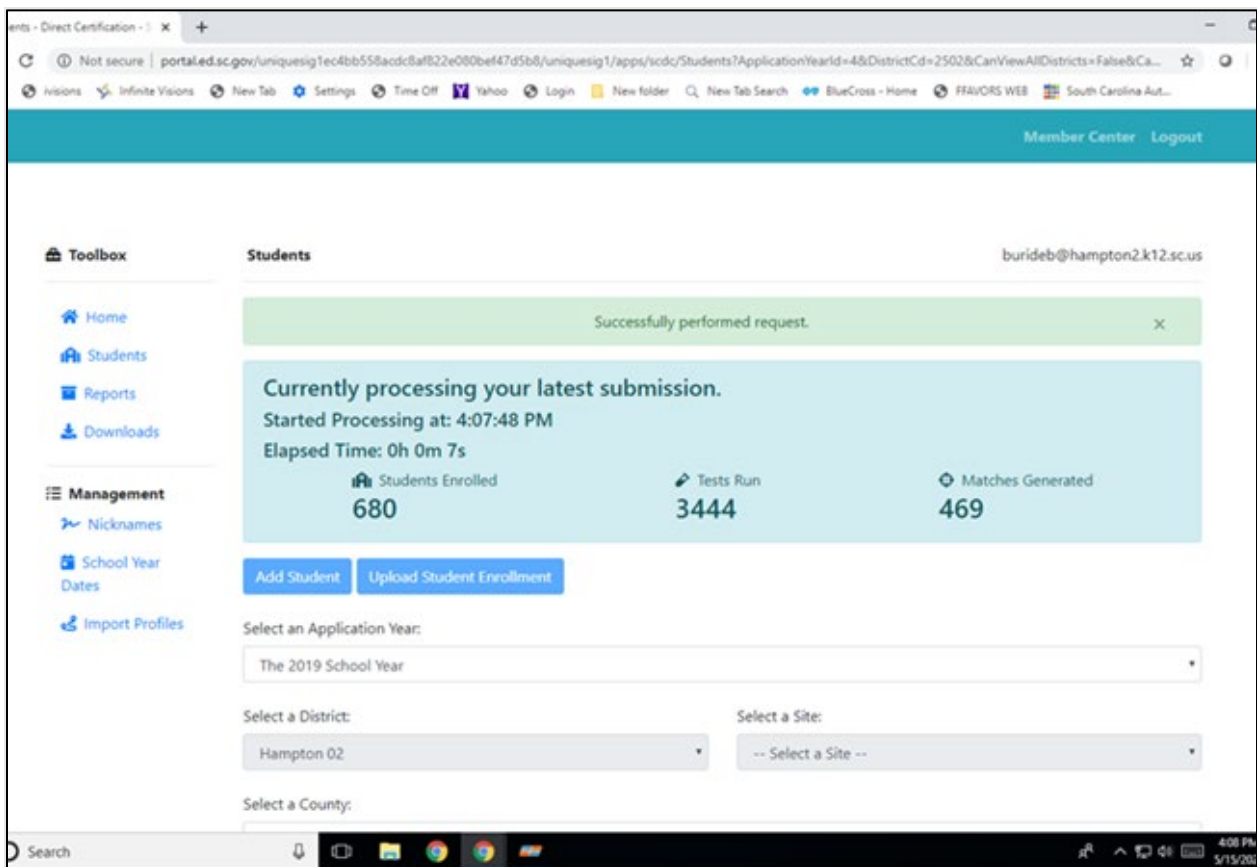 ents - Direct Certification - S
Not secure | portal.ed.sc.gov/uniquesig1ec4bb558acdc8af822e080bef47d5b8/uniquesig1/apps/scdc/Students?ApplicationYearId=4&DistrictCd=2502&CanViewAllDistricts=False&Ca...
ivisions Infinite Visions New Tab Settings Time Off Yahoo Login New folder New Tab Search BlueCross - Home FFAVORS WEB South Carolina Aut...
Member Center Logout
Toolbox
Students
burideb@hampton2.k12.sc.us
Home
Students
Reports
Downloads
Management
Nicknames
School Year
Dates
Import Profiles
Successfully performed request.
Currently processing your latest submission.
Started Processing at: 4:07:48 PM
Elapsed Time: 0h 0m 7s
Students Enrolled Tests Run Matches Generated
680 3444 469
Add Student Upload Student Enrollment
Select an Application Year:
The 2019 School Year
Select a District: Select a Site:
Hampton 02 -- Select a Site --
Select a County:
Search
4:08 PM